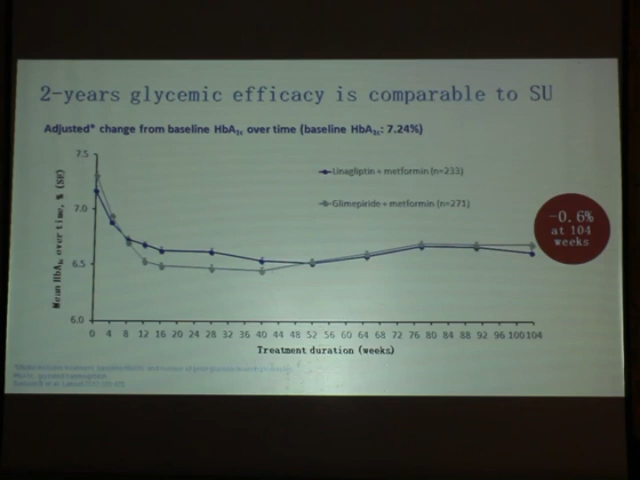 2-years glycemic efficacy is comparable to SU
Adjusted* change from baseline HbA1c over time (baseline HbA1c: 7.24%)
Mean HbA1c over time, % (SE)
7.5
7.0
6.5
6.0
Linagliptin + metformin (n=233)
Glimepiride + metformin (n=271)
-0.6%
at 104
weeks
0 4 8 12 16 20 24 28 32 36 40 44 48 52 56 60 64 68 72 76 80 84 88 92 96 100 104
Treatment duration (weeks)